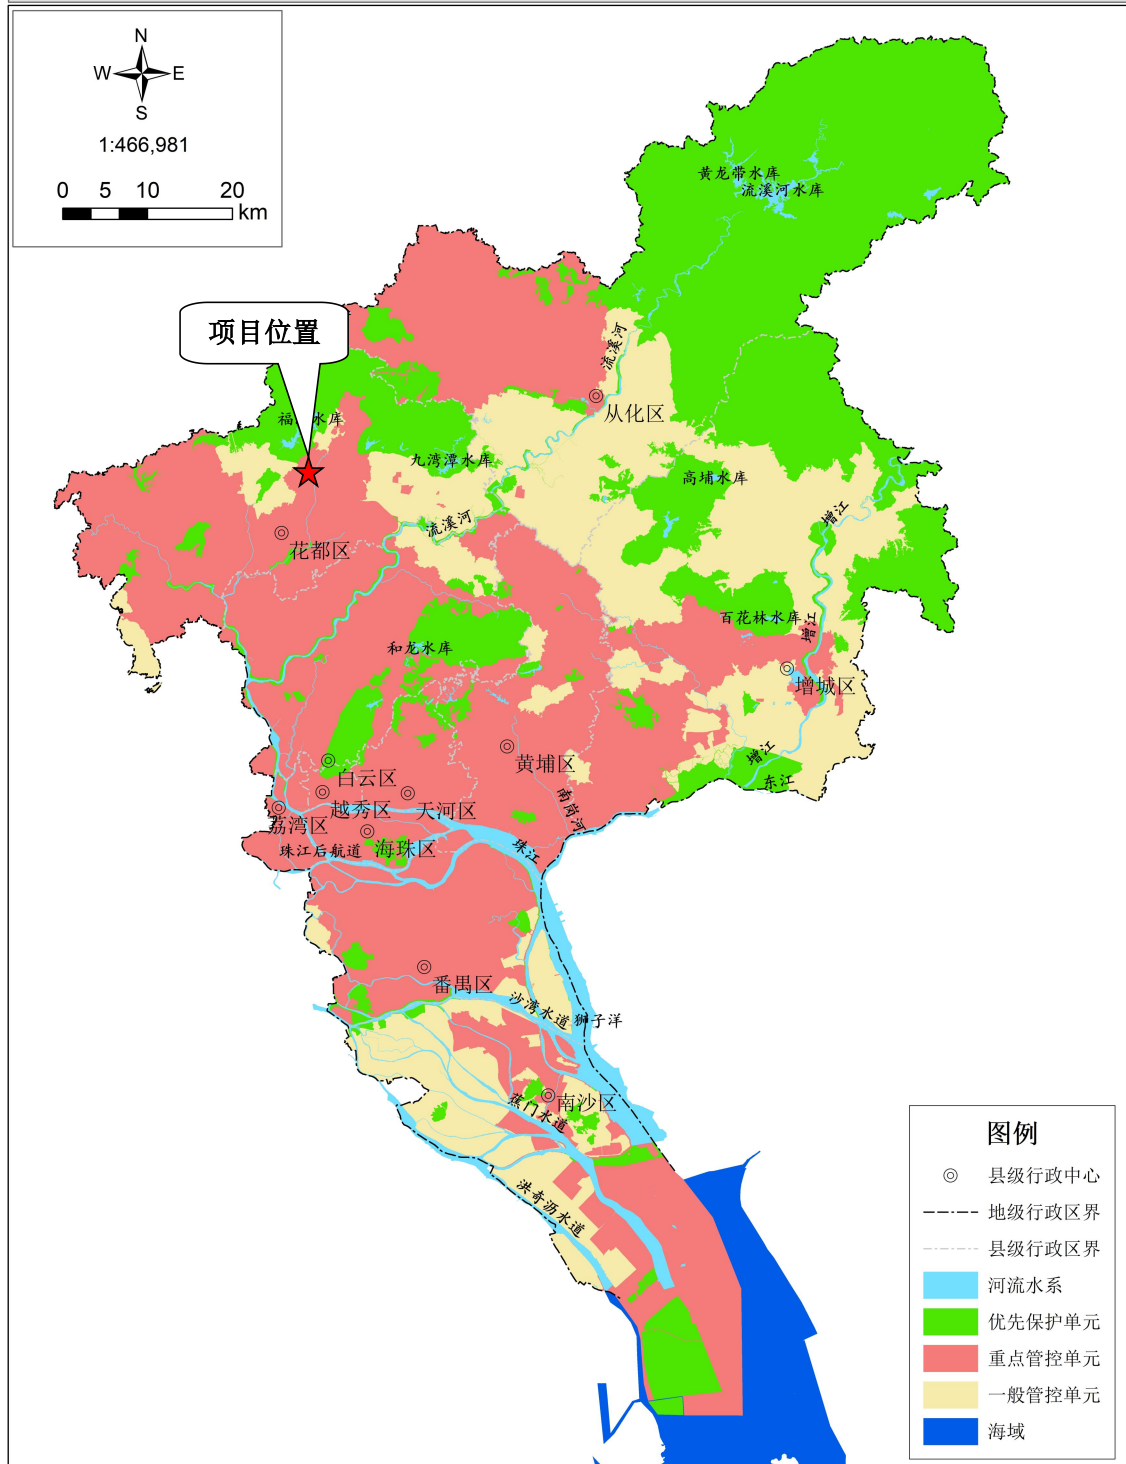 N
W E
S
1:466,981
0 5 10 20
km
黄龙带水库
流溪河水库
项目位置
流溪河
从化区
水库
九湾潭水库
高埔水库
增江
流溪河
花都区
百花林水库
增江
和龙水库
增城区
黄埔区
增江
白云区
东江
越秀区
天河区
南岗河
荔湾区
海珠区
珠江后航道
珠江
番禺区
沙湾水道
狮子洋
南沙区
蕉门水道
洪奇沥水道
图例
县级行政中心
地级行政区界
县级行政区界
河流水系
优先保护单元
重点管控单元
一般管控单元
海域